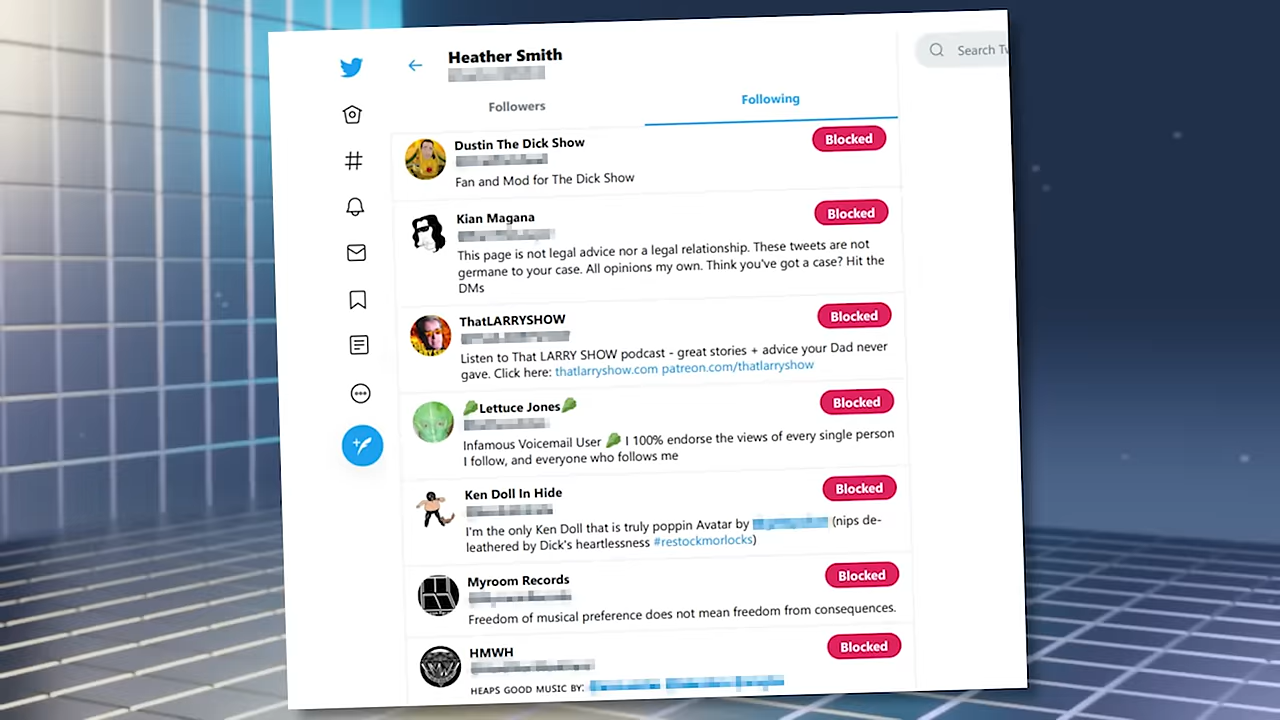 Heather Smith
Search Tw
Followers
Following
Dustin The Dick Show
Blocked
Fan and Mod for The Dick Show
Kian Magana
Blocked
This page is not legal advice nor a legal relationship. These tweets are not
germane to your case. All opinions my own. Think you've got a case? Hit the
DMs
ThatLARRYSHOW
Blocked
Listen to That LARRY SHOW podcast - great stories + advice your Dad never
gave. Click here: thatlarryshow.com patreon.com/thatlarryshow
🥬Lettuce Jones🥬
Blocked
Infamous Voicemail User 🥬 I 100% endorse the views of every single person
I follow, and everyone who follows me
Ken Doll In Hide
Blocked
I'm the only Ken Doll that is truly poppin Avatar by (nips de-
leathered by Dick's heartlessness #restockmorlocks)
Myroom Records
Blocked
Freedom of musical preference does not mean freedom from consequences.
HMWH
Blocked
ʜᴇᴀᴘs ɢᴏᴏᴅ ᴍᴜsɪᴄ ʙʏ: